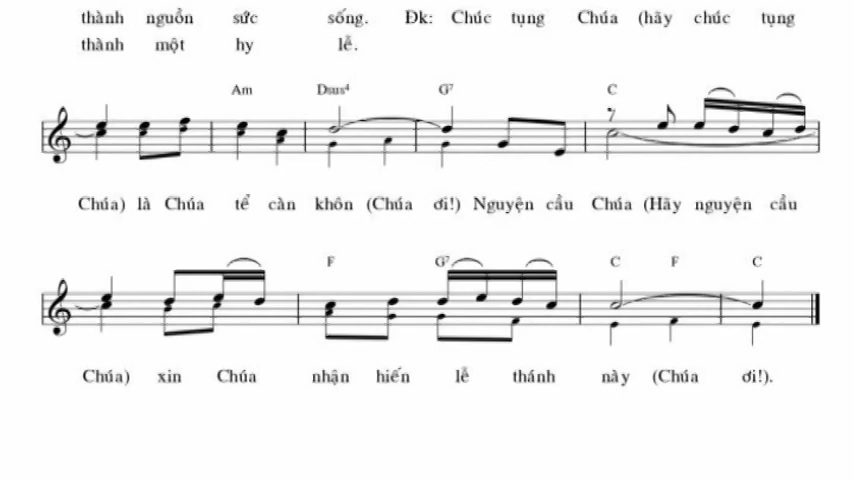 thành nguồn sức sống. Đk: Chúc tụng Chúa (hãy chúc tụng
thành một hy lễ.
Am Dsus4 G7 C
Chúa) là Chúa tể càn khôn (Chúa ơi!) Nguyện cầu Chúa (Hãy nguyện cầu
F G7 C F C
Chúa) xin Chúa nhận hiến lễ thánh này (Chúa ơi!).